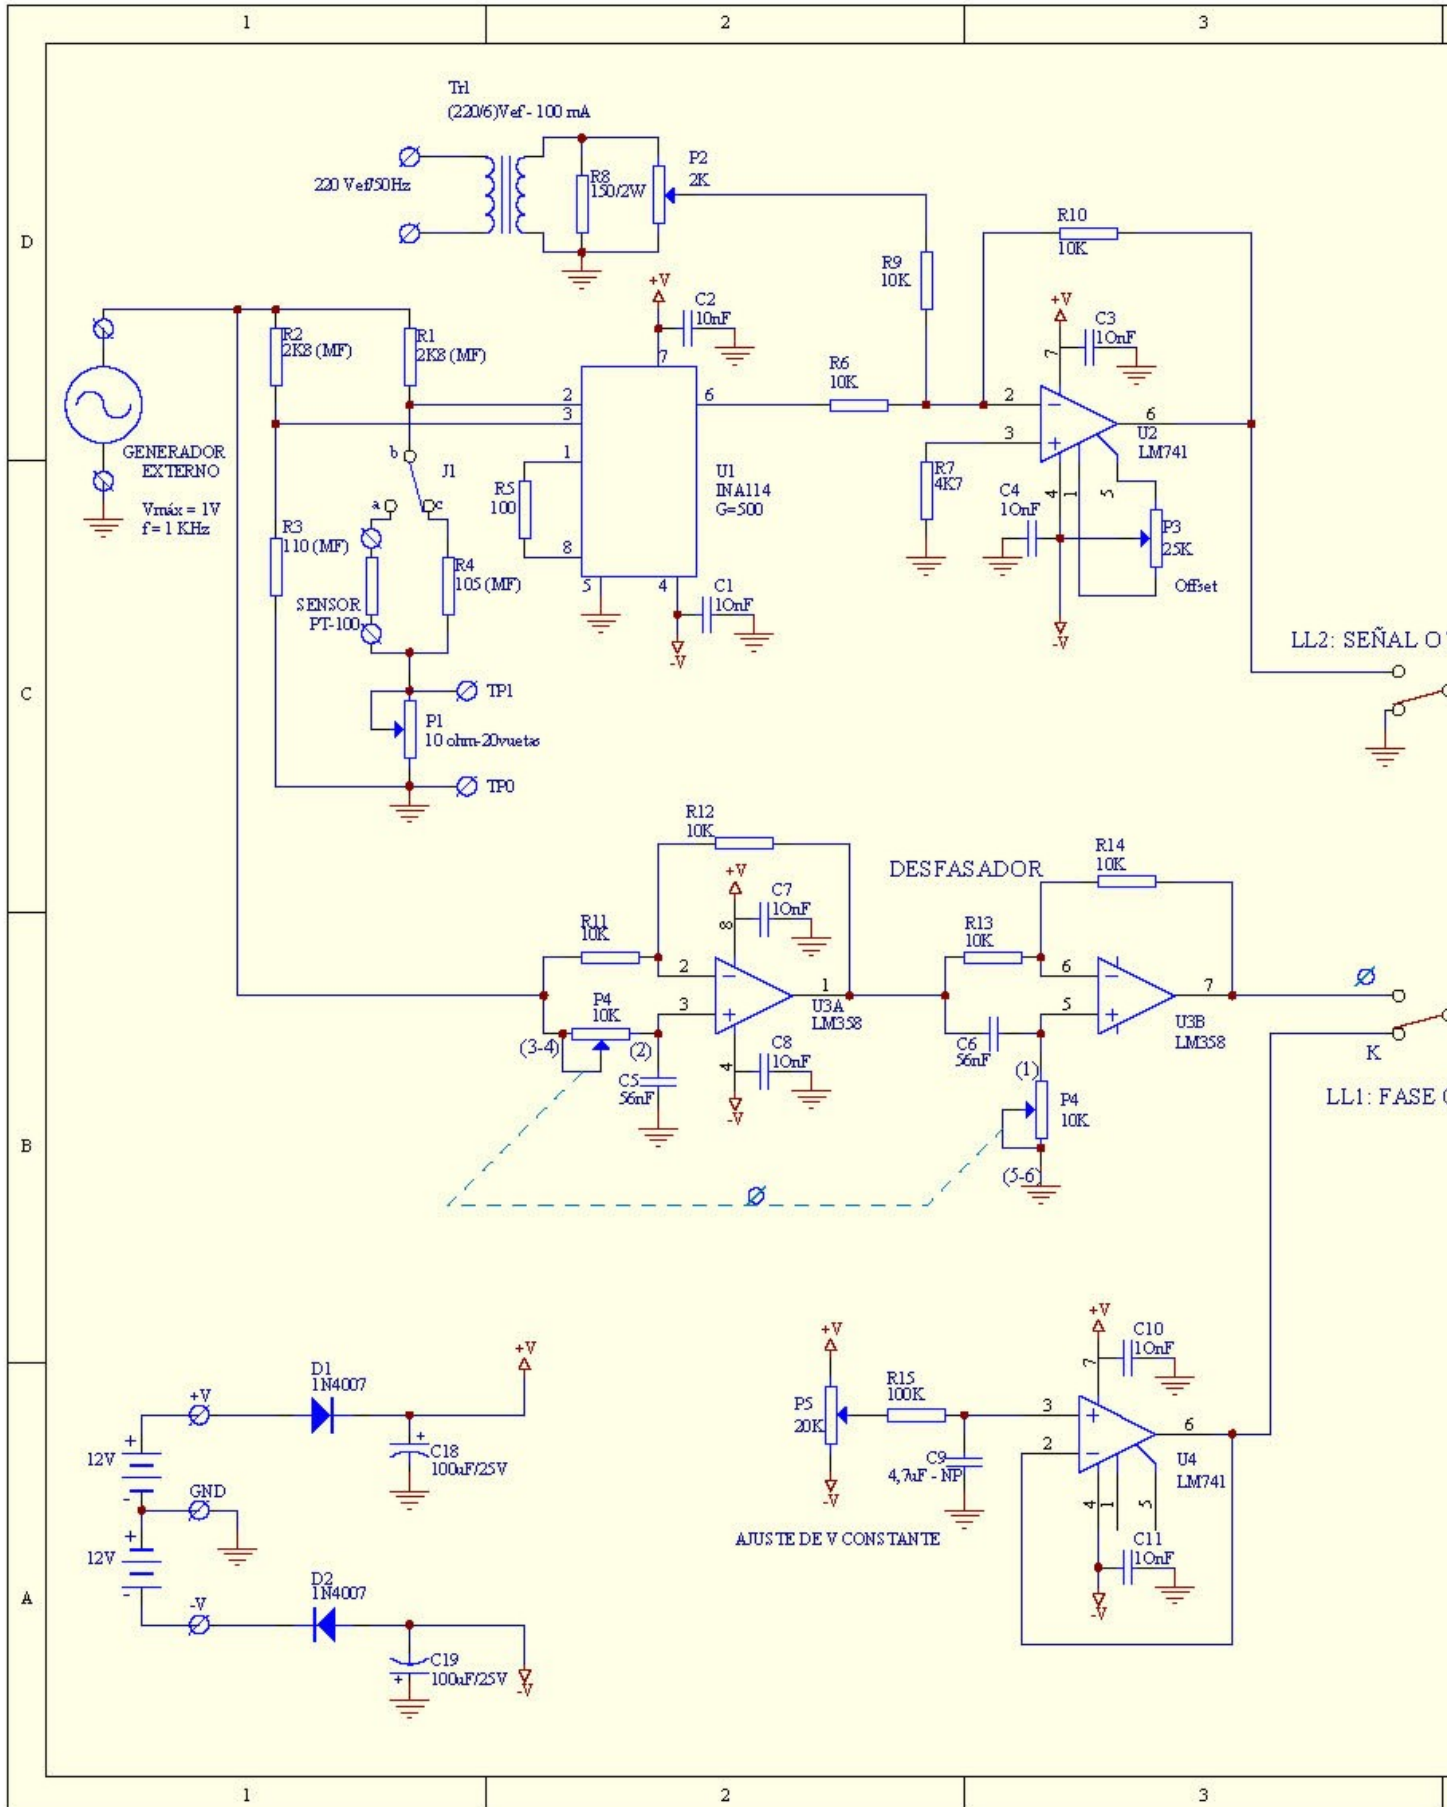 1
2
3
D
C
B
A
Tr1
(220/6)Vef - 100 mA
220 Vef/50Hz
R8
150/2W
P2
2K
R9
10K
R10
10K
+V
C2
10nF
7
R2
2K8 (MF)
R1
2K8 (MF)
2
3
1
8
5
4
6
R5
100
U1
INA114
G=500
C1
1OnF
-V
R6
10K
+V
C3
1OnF
7
2
3
6
U2
LM741
R7
4K7
C4
1OnF
4
1
5
P3
25K
Offset
-V
GENERADOR
EXTERNO
Vmáx = 1V
f = 1 KHz
b
J1
a
c
R3
110 (MF)
R4
105 (MF)
SENSOR
PT-100
TP1
P1
10 ohm-20vuetas
TP0
LL2: SEÑAL O
R12
10K
DESFASADOR
R14
10K
+V
C7
1OnF
8
R11
10K
2
3
1
U3A
LM358
P4
10K
(3-4)
(2)
C5
56nF
4
C8
1OnF
-V
R13
10K
6
5
7
U3B
LM358
C6
56nF
(1)
P4
10K
(5-6)
K
LL1: FASE
+V
C10
1OnF
7
+V
P5
20K
-V
R15
100K
C9
4,7uF - NP
3
2
6
U4
LM741
4
1
5
C11
1OnF
-V
AJUSTE DE V CONSTANTE
D1
1N4007
+V
+V
+
12V
-
GND
+
12V
-
-V
+
C18
100uF/25V
D2
1N4007
C19
100uF/25V
+
-V
1
2
3